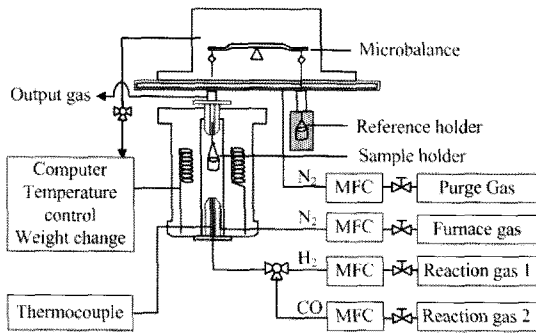 Microbalance
Output gas
Reference holder
Sample holder
Computer
Temperature
control
Weight change
N₂ MFC Purge Gas
N₂ MFC Furnace gas
H₂ MFC Reaction gas 1
Thermocouple
CO MFC Reaction gas 2